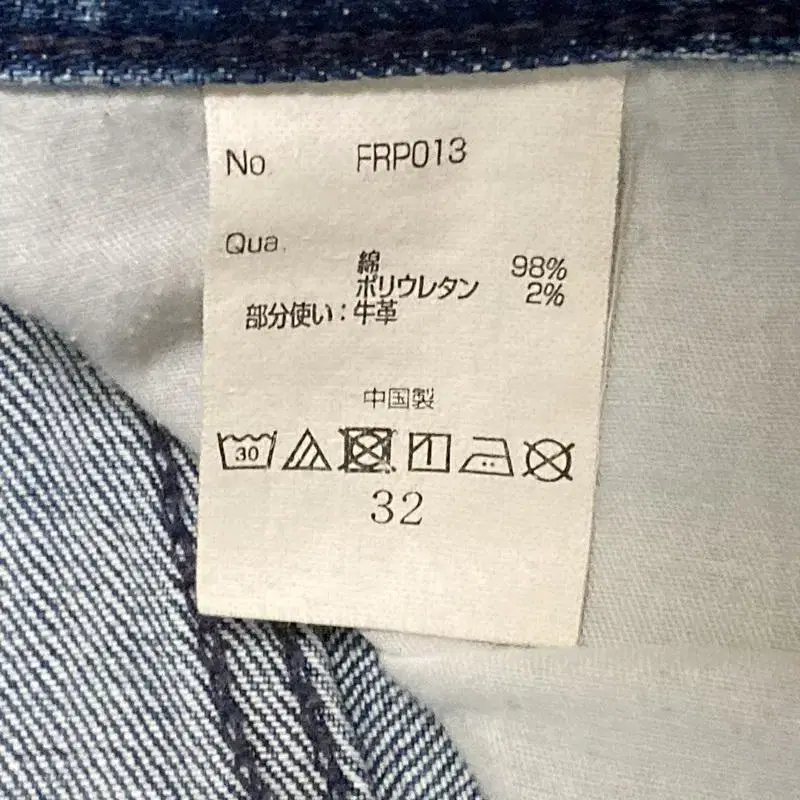 No. FRP013
Qua.
綿 98%
ポリウレタン 2%
部分使い：牛革
中国製
30
32